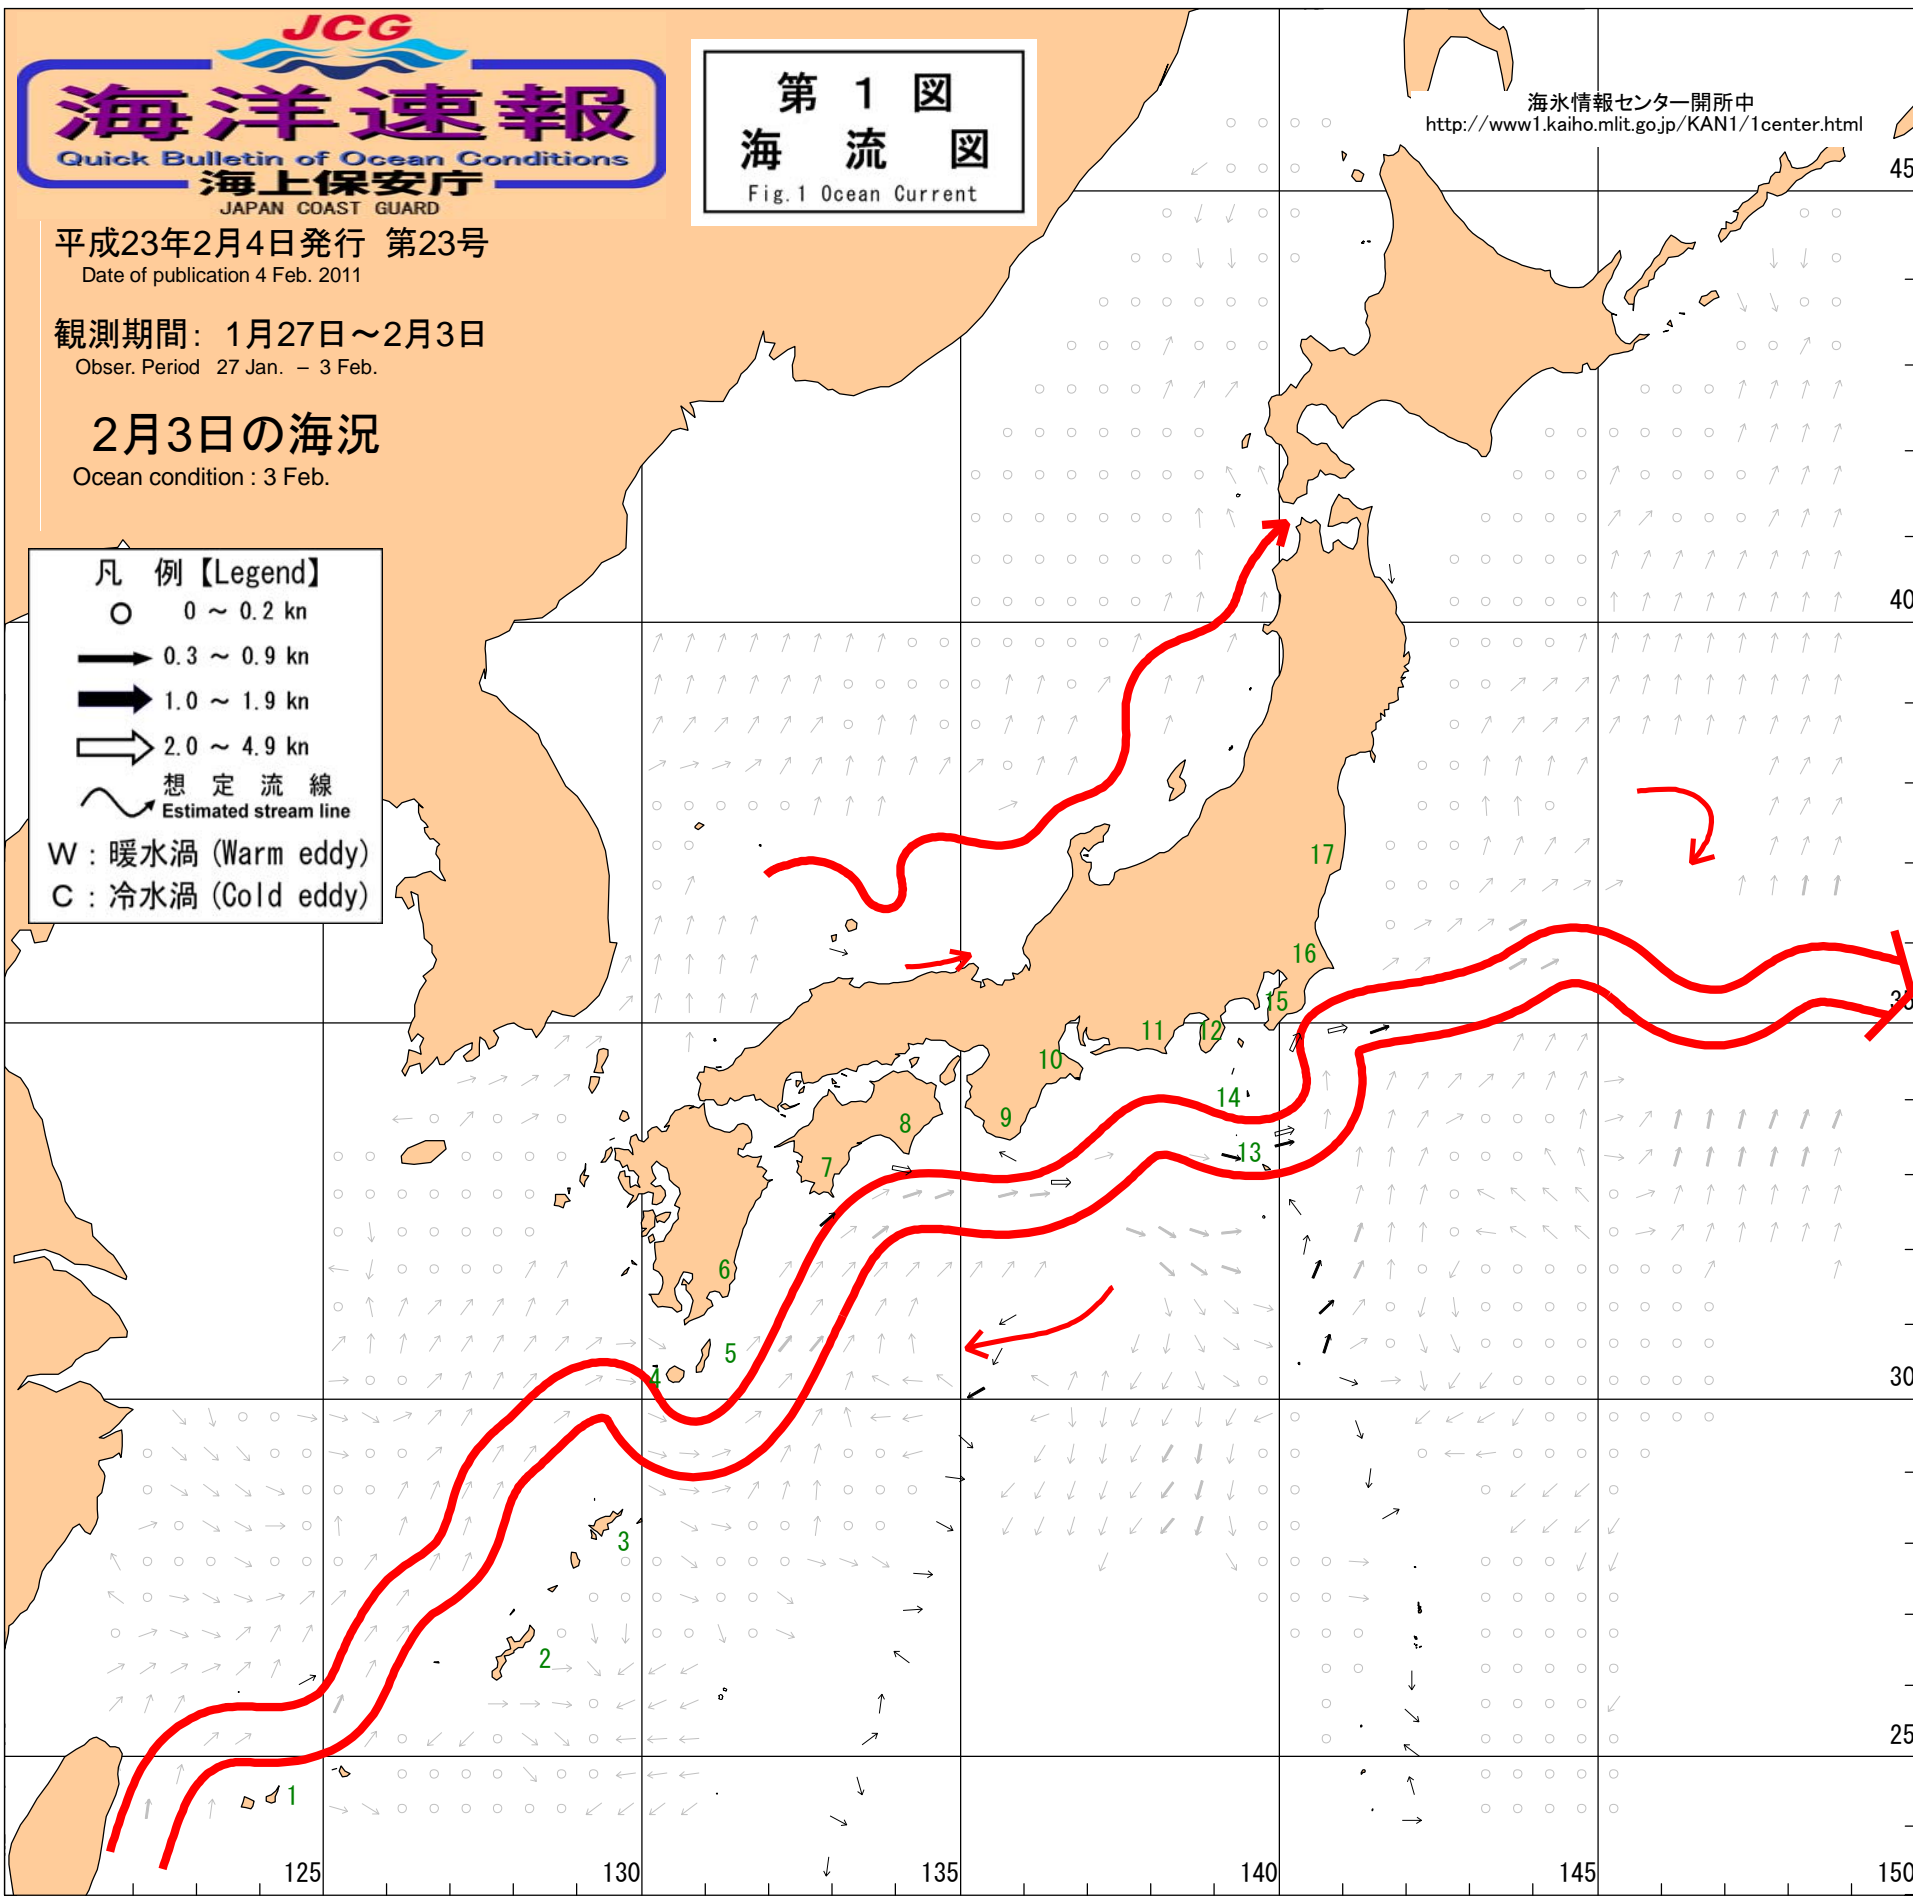 JCG
海洋速報
Quick Bulletin of Ocean Conditions
海上保安庁
JAPAN COAST GUARD
第 1 図
海 流 図
Fig.1 Ocean Current
海氷情報センター開所中
http://www1.kaiho.mlit.go.jp/KAN1/1center.html
平成23年2月4日発行 第23号
Date of publication 4 Feb. 2011
観測期間: 1月27日~2月3日
Obser. Period 27 Jan. – 3 Feb.
2月3日の海況
Ocean condition : 3 Feb.
凡 例【Legend】
0 ~ 0.2 kn
0.3 ~ 0.9 kn
1.0 ~ 1.9 kn
2.0 ~ 4.9 kn
想 定 流 線
Estimated stream line
W : 暖水渦 (Warm eddy)
C : 冷水渦 (Cold eddy)
45
40
17
16
15
35
12
11
10
14
9
8
13
7
6
5
4
30
3
2
25
1
125
130
135
140
145
150